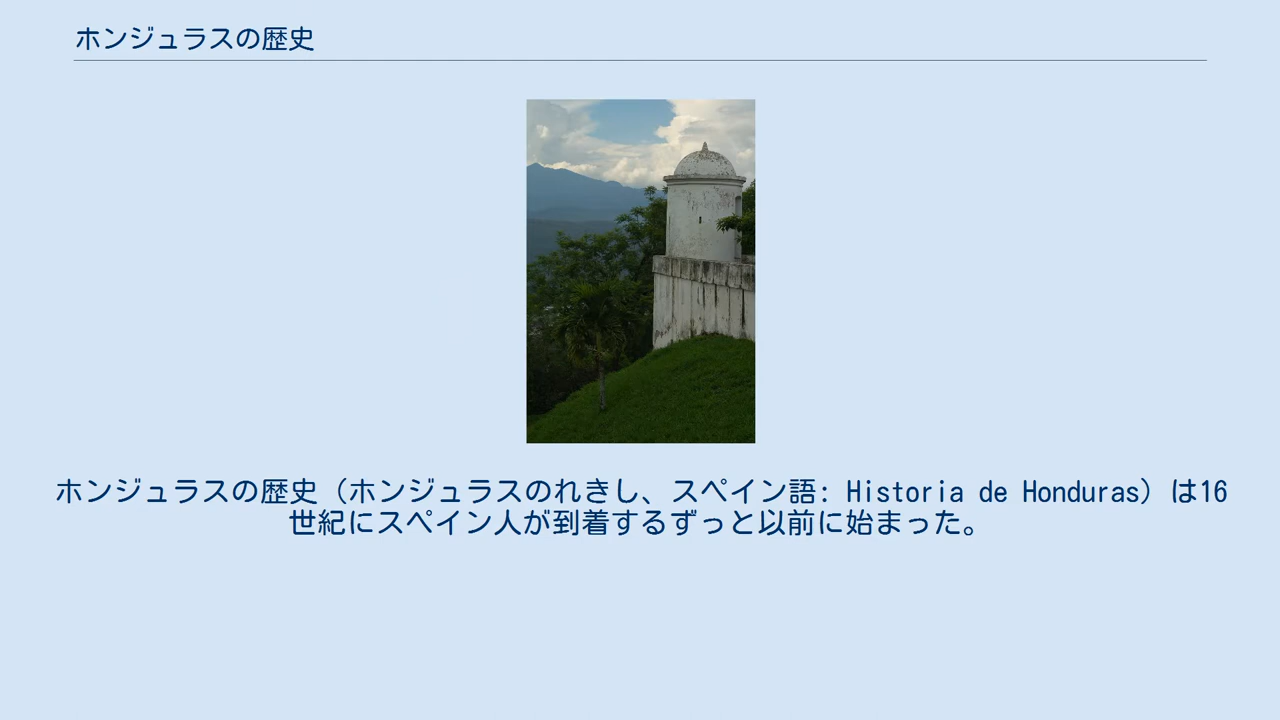 ホンジュラスの歴史
ホンジュラスの歴史（ホンジュラスのれきし、スペイン語: Historia de Honduras）は16
世紀にスペイン人が到着するずっと以前に始まった。